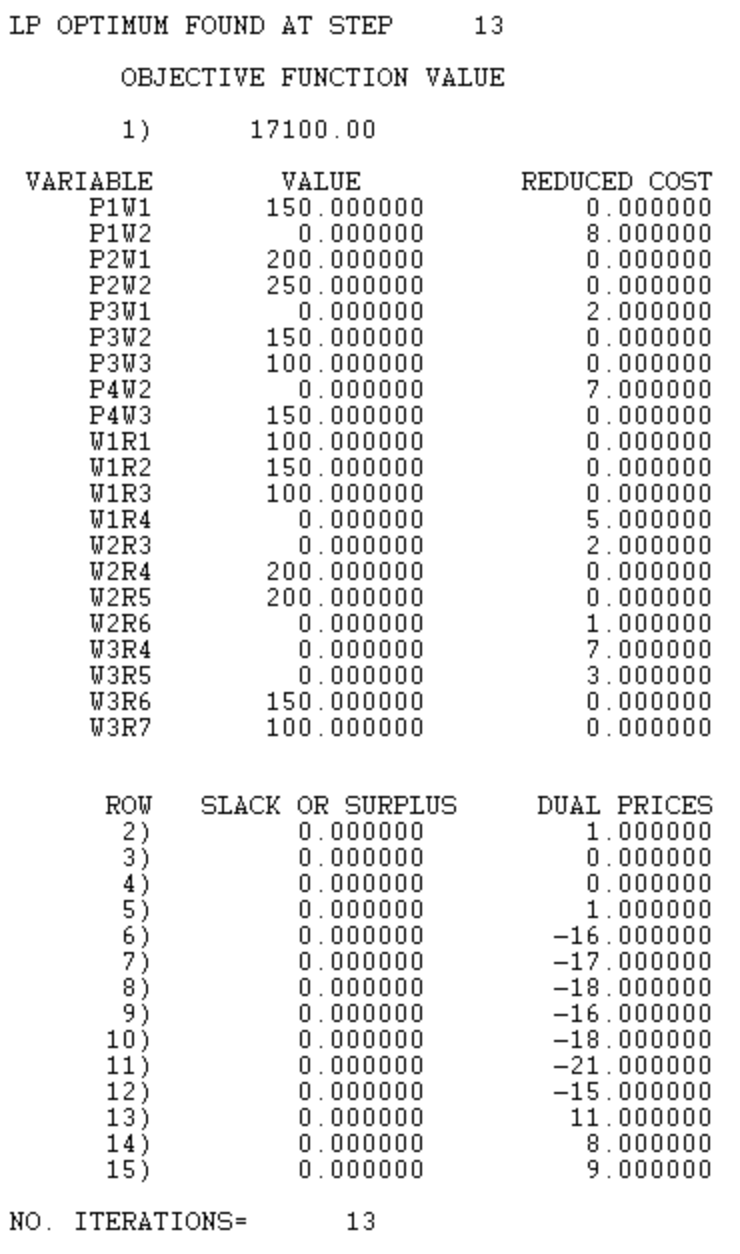 LP OPTIMUM FOUND AT STEP 13
OBJECTIVE FUNCTION VALUE
1) 17100.00
VARIABLE VALUE REDUCED COST
P1W1 150.000000 0.000000
P1W2 0.000000 8.000000
P2W1 200.000000 0.000000
P2W2 250.000000 0.000000
P3W1 0.000000 2.000000
P3W2 150.000000 0.000000
P3W3 100.000000 0.000000
P4W2 0.000000 7.000000
P4W3 150.000000 0.000000
W1R1 100.000000 0.000000
W1R2 150.000000 0.000000
W1R3 100.000000 0.000000
W1R4 0.000000 5.000000
W2R3 0.000000 2.000000
W2R4 200.000000 0.000000
W2R5 200.000000 0.000000
W2R6 0.000000 1.000000
W3R4 0.000000 7.000000
W3R5 0.000000 3.000000
W3R6 150.000000 0.000000
W3R7 100.000000 0.000000
ROW SLACK OR SURPLUS DUAL PRICES
2) 0.000000 1.000000
3) 0.000000 0.000000
4) 0.000000 0.000000
5) 0.000000 1.000000
6) 0.000000 -16.000000
7) 0.000000 -17.000000
8) 0.000000 -18.000000
9) 0.000000 -16.000000
10) 0.000000 -18.000000
11) 0.000000 -21.000000
12) 0.000000 -15.000000
13) 0.000000 11.000000
14) 0.000000 8.000000
15) 0.000000 9.000000
NO. ITERATIONS= 13